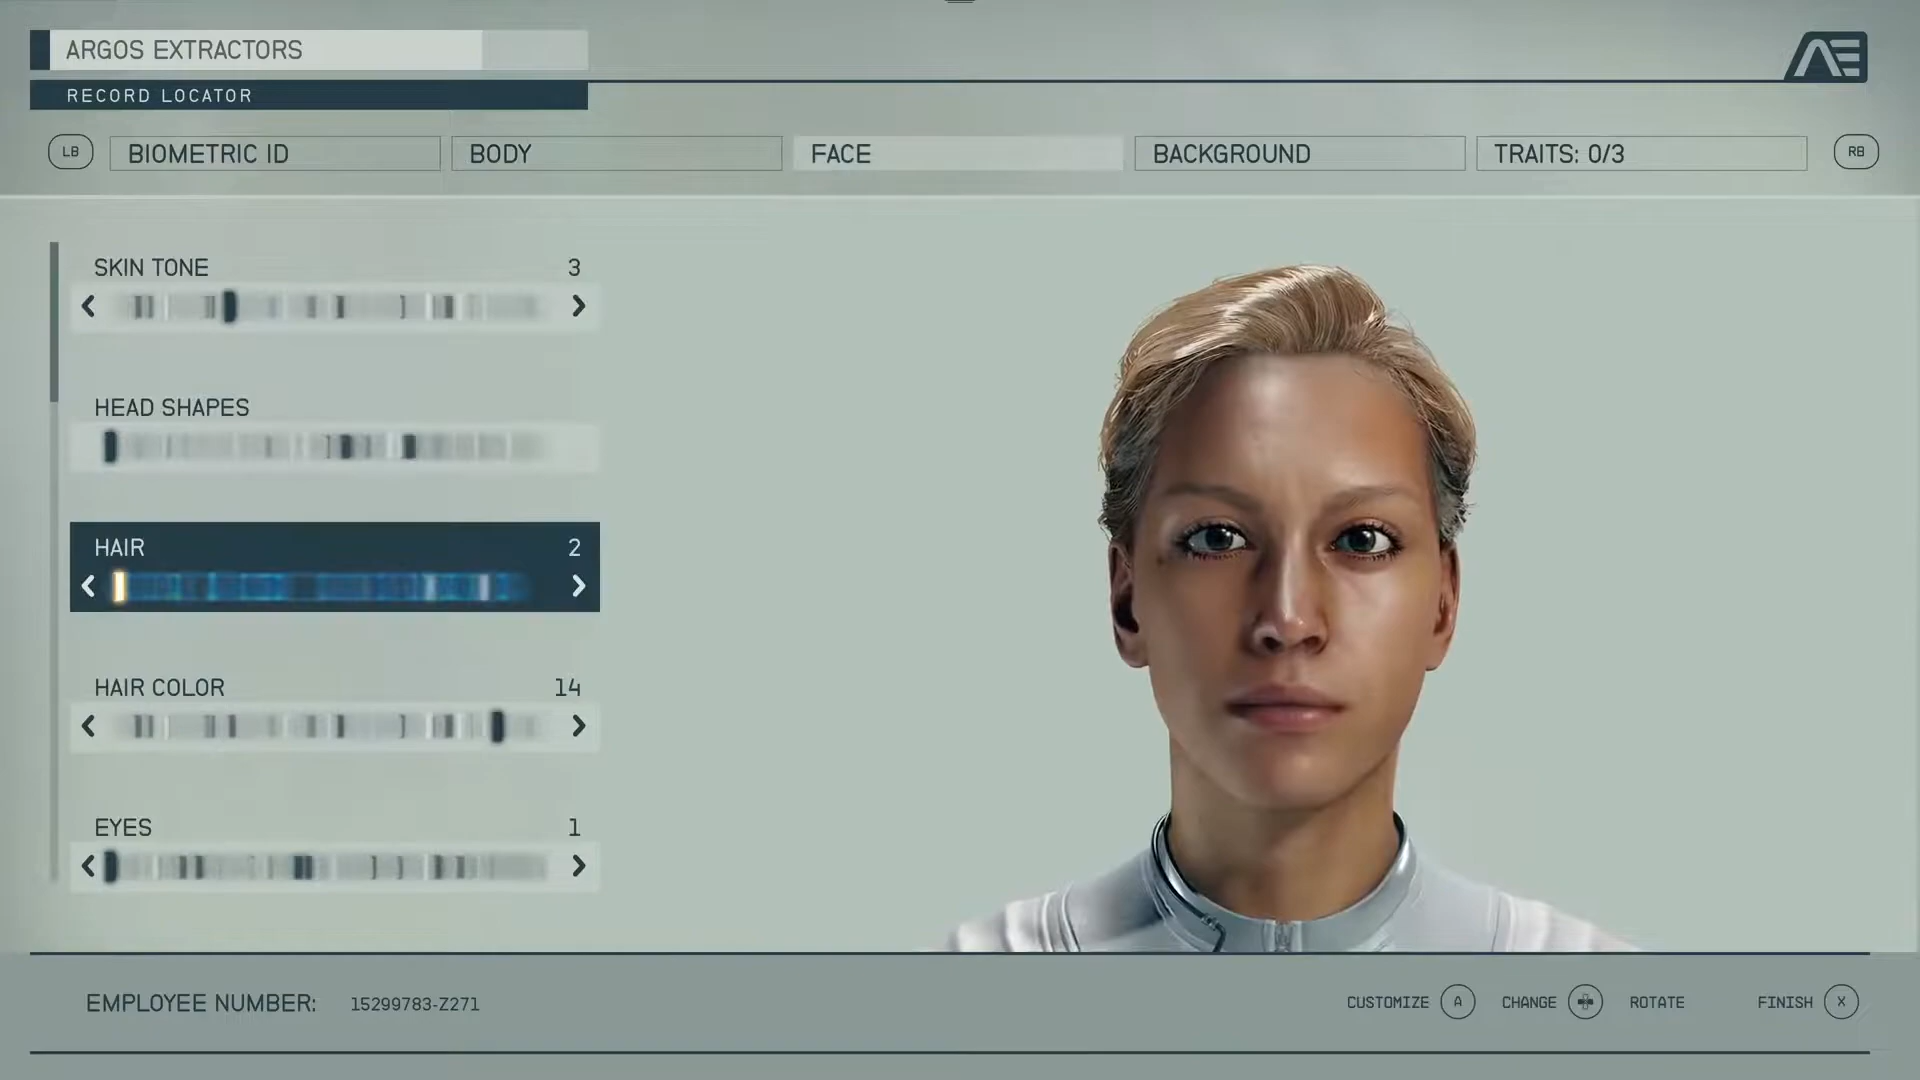 ARGOS EXTRACTORS
AE
RECORD LOCATOR
LB BIOMETRIC ID BODY FACE BACKGROUND TRAITS: 0/3 RB
SKIN TONE 3
HEAD SHAPES
HAIR 2
HAIR COLOR 14
EYES 1
EMPLOYEE NUMBER: 15299783-Z271 CUSTOMIZE A CHANGE ROTATE FINISH X